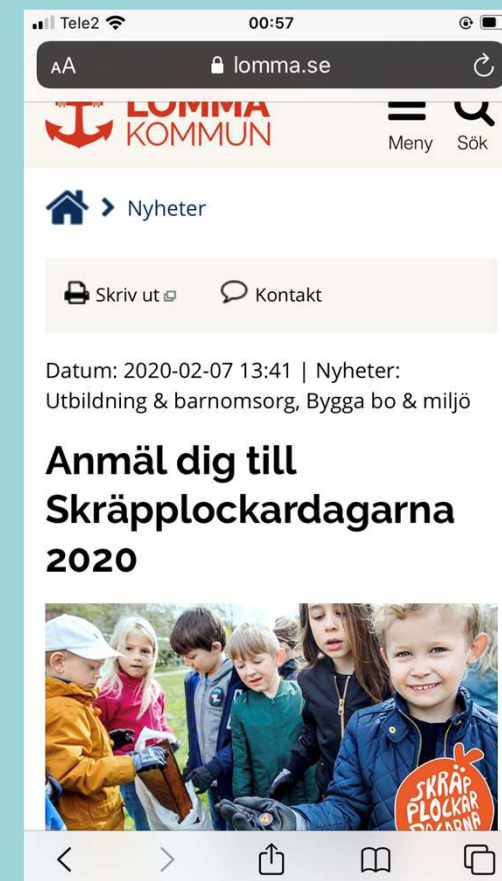 Tele2
00:57
AA
lomma.se
LOMMA
KOMMUN
Meny
Sök
Nyheter
Skriv ut
Kontakt
Datum: 2020-02-07 13:41 | Nyheter:
Utbildning & barnomsorg, Bygga bo & miljö
Anmäl dig till
Skräpplockardagarna
2020
SKRÄP
PLOCKAR
DAGARNA